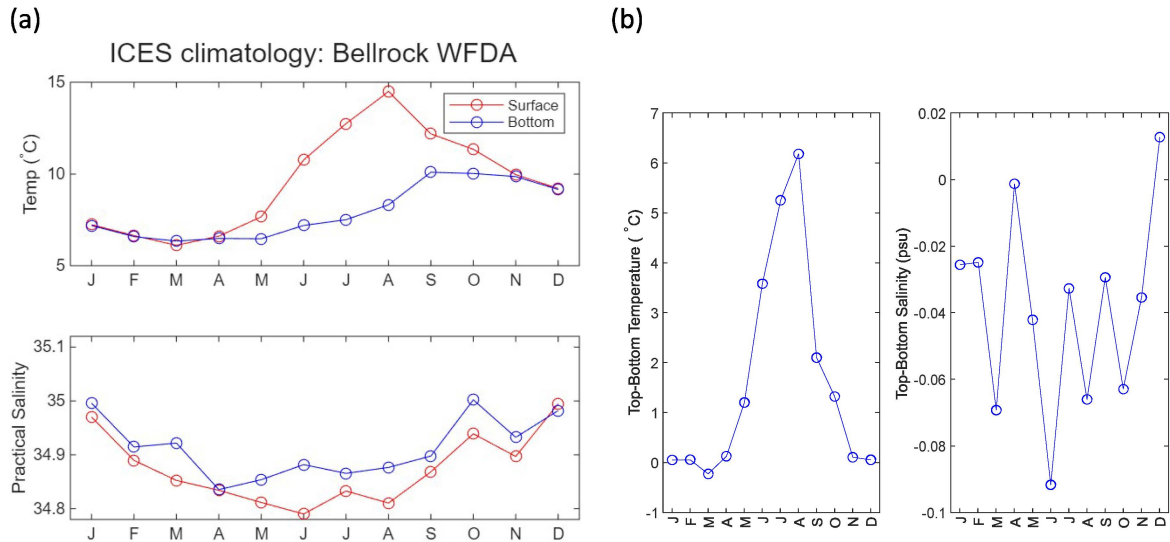 (a)
ICES climatology: Bellrock WFDA
15
10
5
Temp (°C)
Surface
Bottom
J F M A M J J A S O N D
35.1
35
34.9
34.8
Practical Salinity
J F M A M J J A S O N D
(b)
7
6
5
4
3
2
1
0
-1
Top-Bottom Temperature (°C)
J F M A M J J A S O N D
0.02
0
-0.02
-0.04
-0.06
-0.08
-0.1
Top-Bottom Salinity (psu)
J F M A M J J A S O N D